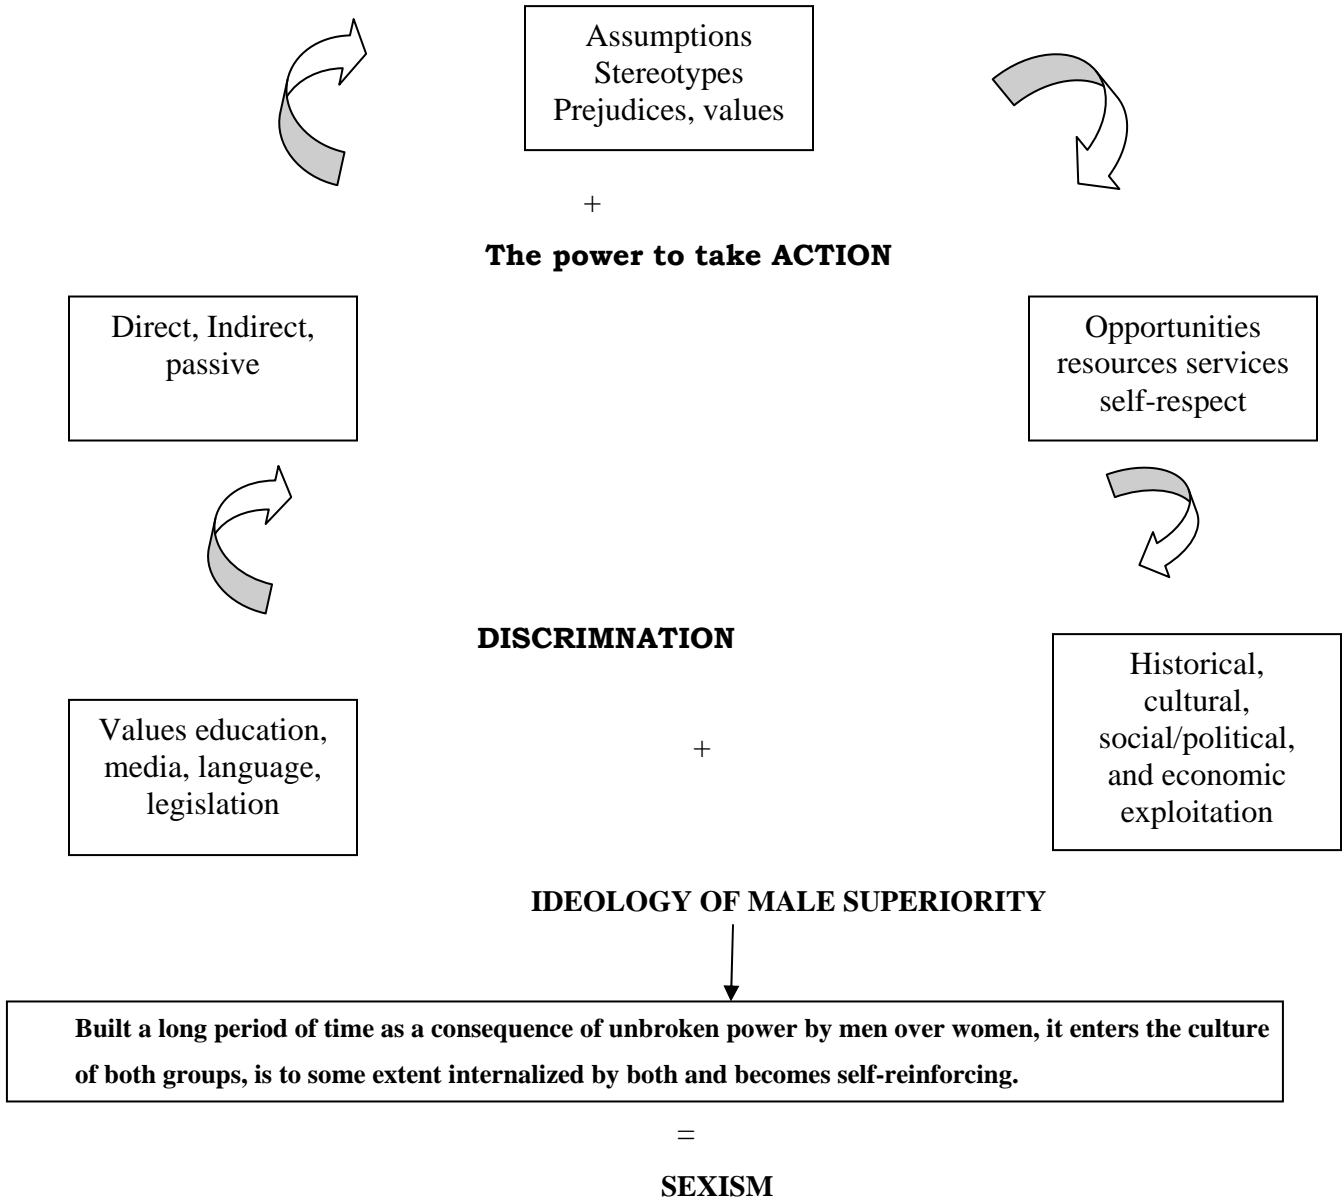 Assumptions
Stereotypes
Prejudices, values
+
The power to take ACTION
Direct, Indirect,
passive
Opportunities
resources services
self-respect
DISCRIMNATION
Values education,
media, language,
legislation
+
Historical,
cultural,
social/political,
and economic
exploitation
IDEOLOGY OF MALE SUPERIORITY
Built a long period of time as a consequence of unbroken power by men over women, it enters the culture
of both groups, is to some extent internalized by both and becomes self-reinforcing.
=
SEXISM